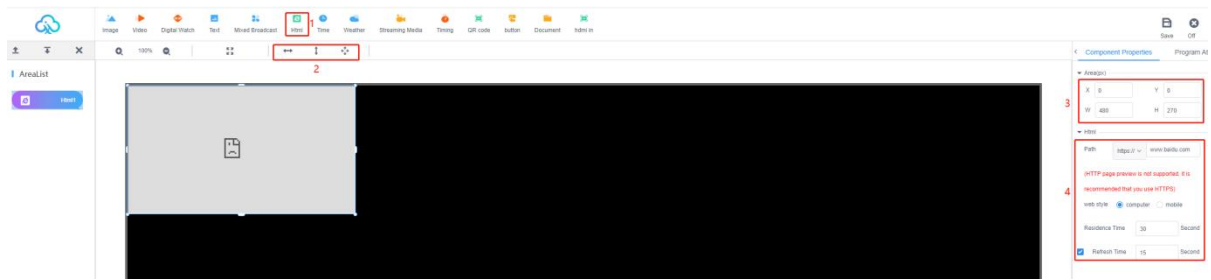 Image Video Digital Watch Text Mixed Broadcast Html 1 Time Weather Streaming Media Timing QR code button Document hdmi in
Save Off
100%
2
Component Properties
AreaList
Area(px)
Html1
X 0 Y 0
3
W 480 H 270
Html
Path https:// www.baidu.com
(HTTP page preview is not supported. It is
4
recommended that you use HTTPS)
web style computer mobile
Residence Time 30 Second
Refresh Time 15 Second